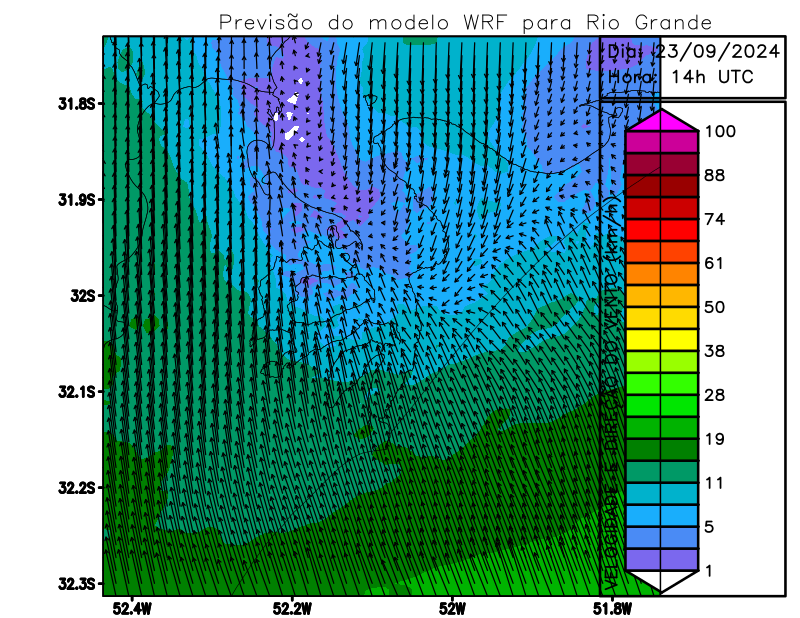 Previsão do modelo WRF para Rio Grande
Dia: 23/09/2024
Hora: 14h UTC
31.8S
31.9S
32S
32.1S
32.2S
32.3S
52.4W
52.2W
52W
51.8W
VELOCIDADE E DIREÇÃO DO VENTO (km/h)
100
88
74
61
50
38
28
19
11
5
1